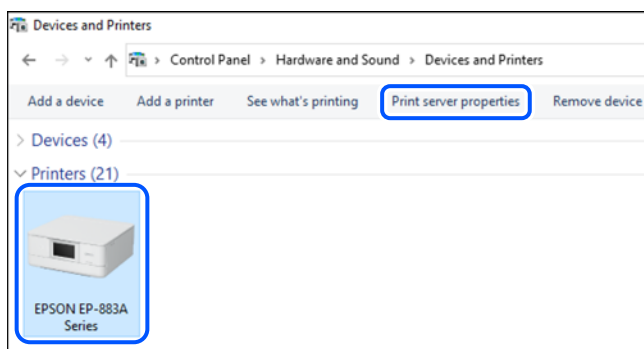 Devices and Printers
Control Panel > Hardware and Sound > Devices and Printers
Add a device Add a printer See what's printing Print server properties Remove device
Devices (4)
Printers (21)
EPSON EP-883A
Series